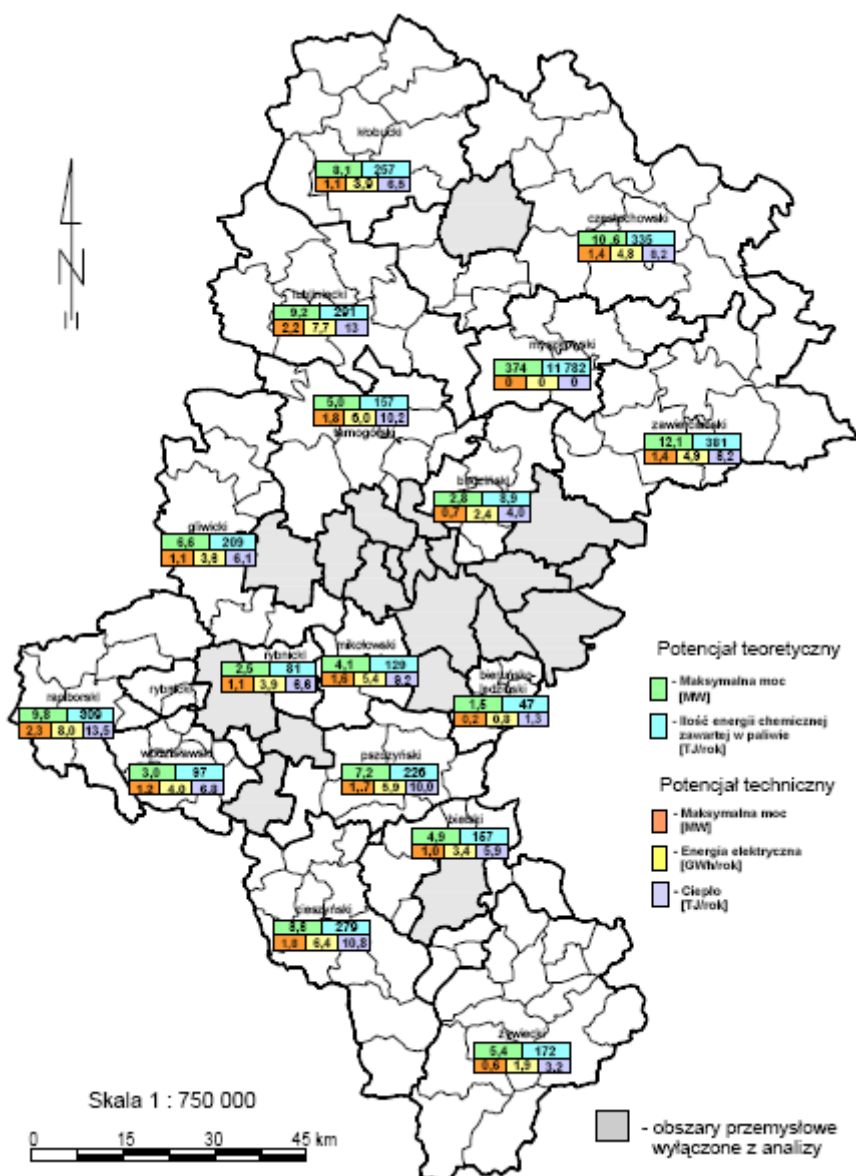 kłobucki
8,1 257
1,1 3,9 6,5
częstochowski
10,,6 335
1,4 4,8 8,2
lubliniecki
9,2 291
2,2 7,7 13
myszkowski
374 11 782
0 0 0
5,0 157
1,8 6,0 10,2
tarnogórski
zawierciański
12,1 381
1,4 4,9 8,2
będziński
2,8 8,9
0,7 2,4 4,0
gliwicki
6,6 209
1,1 3,6 6,1
rybnicki
2,5 81
1,1 3,9 6,6
mikołowski
4,1 129
1,6 5,4 9,2
bieruńsko-
lędziński
1,5 47
0,2 0,8 1,3
raciborski
9,8 309
2,3 8,0 13,5
rybnicki
wodzisławski
3,0 97
1,2 4,0 6,8
pszczyński
7,2 226
1,.7 5,9 10,0
bielski
4,9 157
1,0 3,4 5,9
cieszyński
8,8 279
1,8 6,4 10,8
żywiecki
5,4 172
0,6 1,9 3,2
N
Potencjał teoretyczny
- Maksymalna moc
[MW]
- Ilość energii chemicznej
zawartej w paliwie
[TJ/rok]
Potencjał techniczny
- Maksymalna moc
[MW]
- Energia elektryczna
[GWh/rok]
- Ciepło
[TJ/rok]
Skala 1 : 750 000
0 15 30 45 km
- obszary przemysłowe
wyłączone z analizy